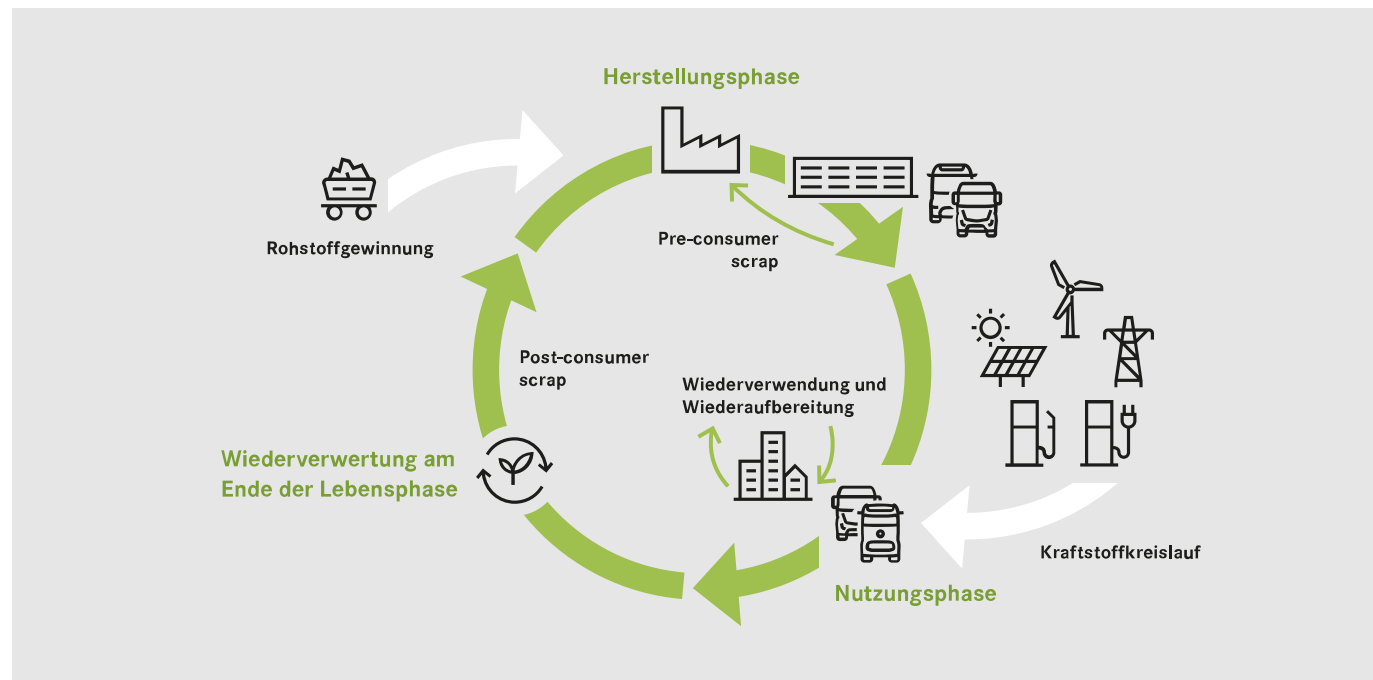 Herstellungsphase
Rohstoffgewinnung
Pre-consumer
scrap
Post-consumer
scrap
Wiederverwendung und
Wiederaufbereitung
Wiederverwertung am
Ende der Lebensphase
Kraftstoffkreislauf
Nutzungsphase